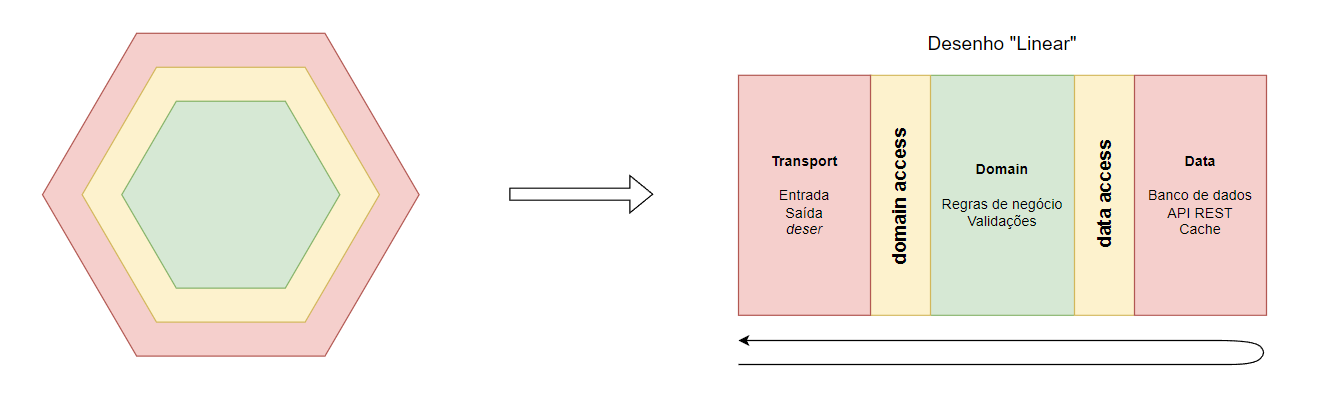 Desenho "Linear"
Transport
Entrada
Saída
deser
domain access
Domain
Regras de negócio
Validações
data access
Data
Banco de dados
API REST
Cache